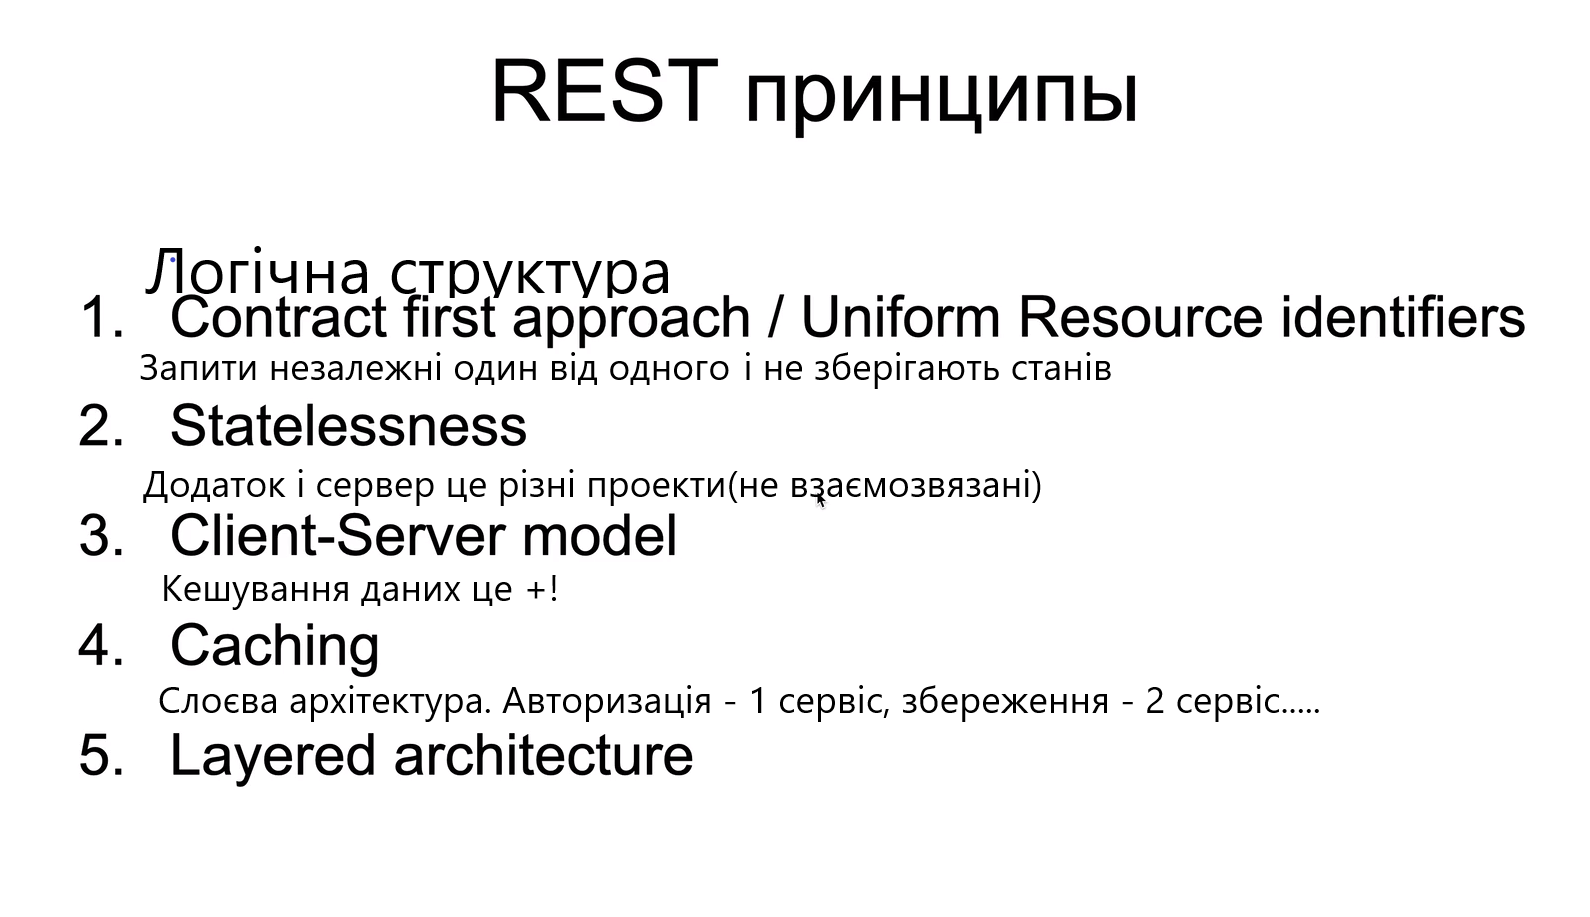 REST принципы
Логічна структура
1. Contract first approach / Uniform Resource identifiers
Запити незалежні один від одного і не зберігають станів
2. Statelessness
Додаток і сервер це різні проекти(не взаємозвязані)
3. Client-Server model
Кешування даних це +!
4. Caching
Слоєва архітектура. Авторизація - 1 сервіс, збереження - 2 сервіс.....
5. Layered architecture